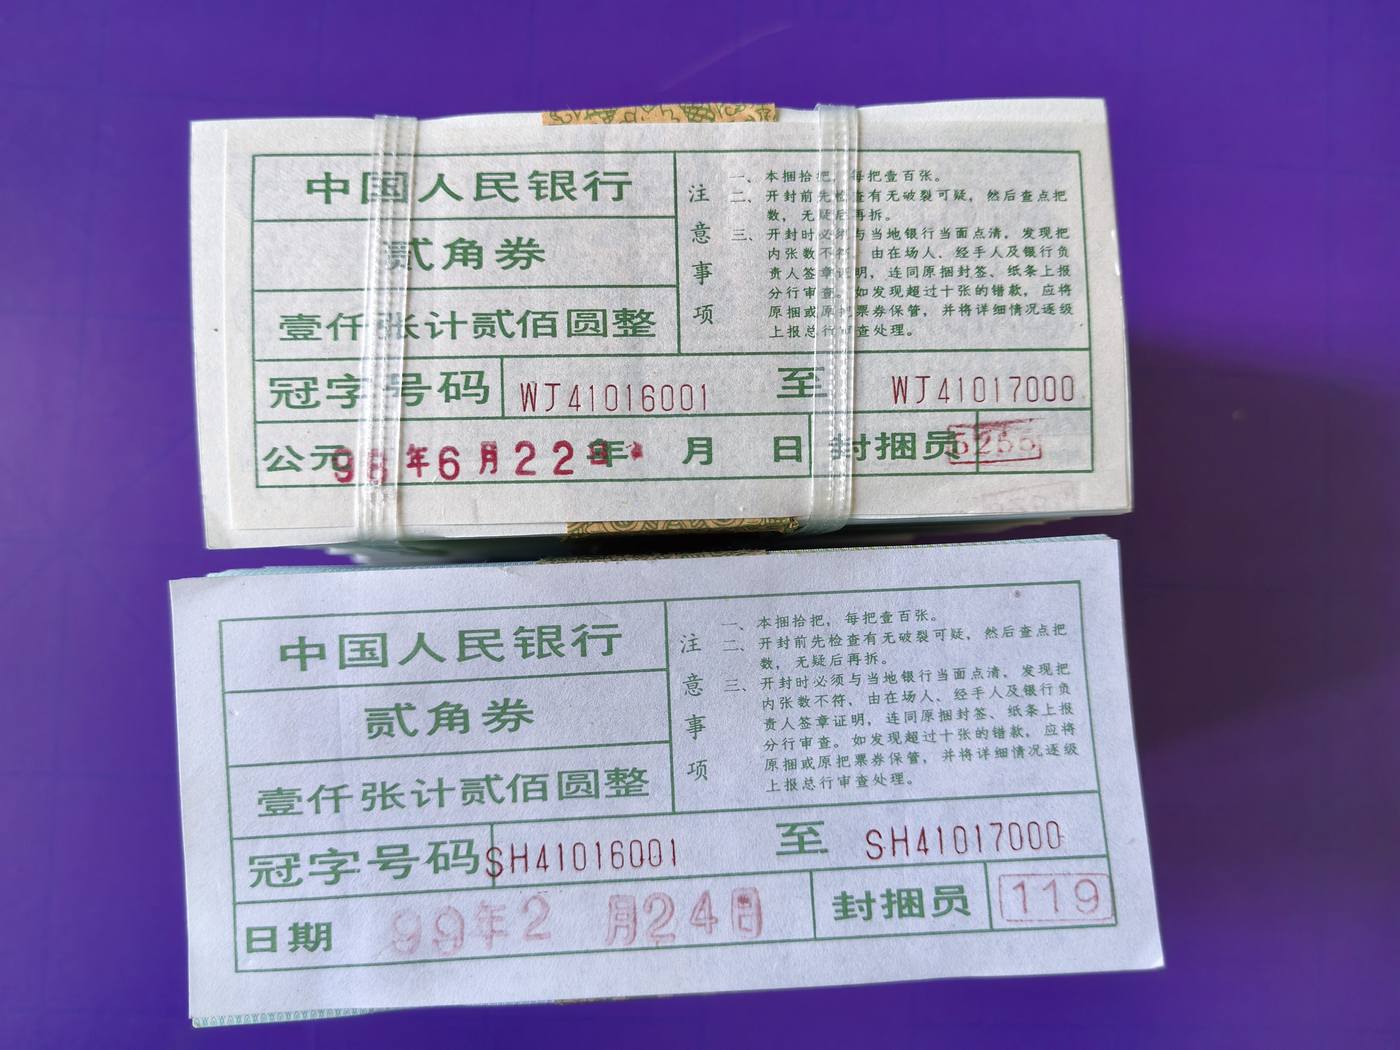 中国人民银行
贰角券
壹仟张计贰佰圆整
注意事项
一、本捆拾把，每把壹百张。
二、开封前先检查有无破裂可疑，然后查点把
数，无疑后再拆。
三、开封时必须与当地银行当面点清，发现把
内张数不符，由在场人、经手人及银行负
责人签章证明，连同原捆封签、纸条上报
分行审查。如发现超过十张的错款，应将
原捆或原把票券保管，并将详细情况逐级
上报总行审查处理。
冠字号码 WJ41016001 至 WJ41017000
公元 年 月 日 封捆员
年6月22日
中国人民银行
贰角券
壹仟张计贰佰圆整
注意事项
一、本捆拾把，每把壹百张。
二、开封前先检查有无破裂可疑，然后查点把
数，无疑后再拆。
三、开封时必须与当地银行当面点清，发现把
内张数不符，由在场人、经手人及银行负
责人签章证明，连同原捆封签、纸条上报
分行审查。如发现超过十张的错款，应将
原捆或原把票券保管，并将详细情况逐级
上报总行审查处理。
冠字号码 SH41016001 至 SH41017000
日期 99年2月24日 封捆员 119